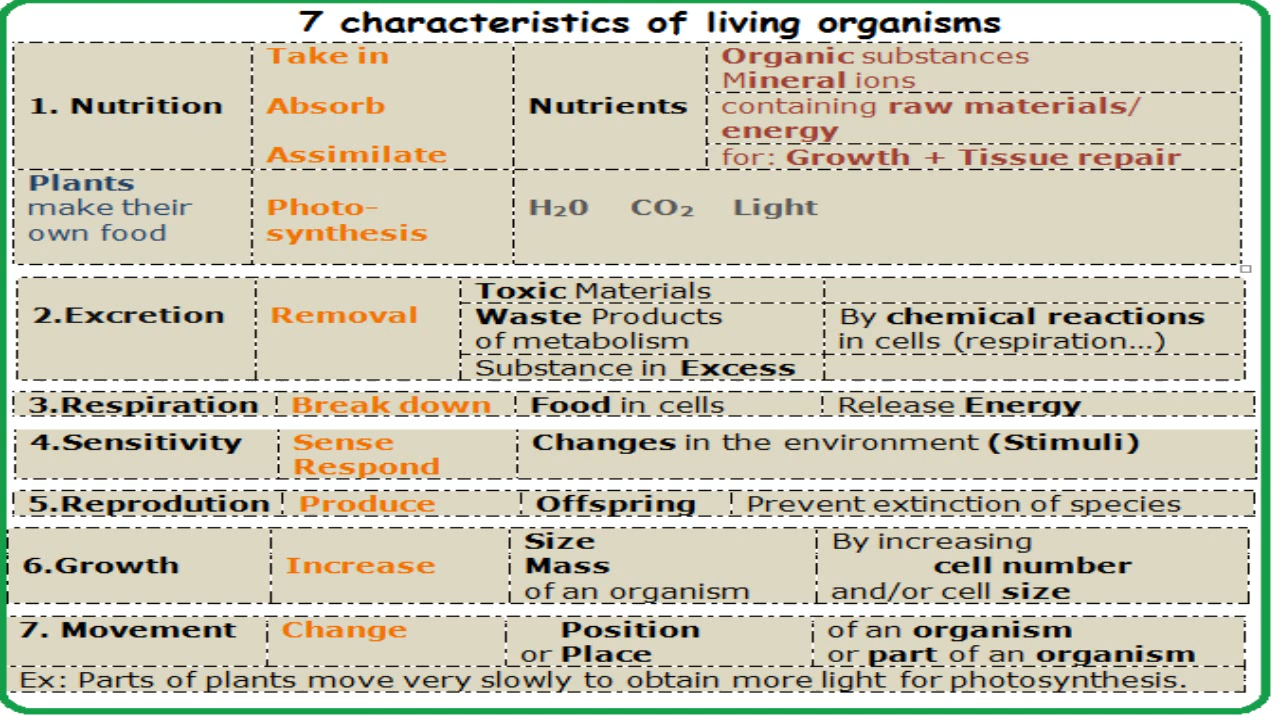 7 characteristics of living organisms
1. Nutrition
Take in
Absorb
Assimilate
Nutrients
Organic substances
Mineral ions
containing raw materials/
energy
for: Growth + Tissue repair
Plants
make their
own food
Photo-
synthesis
H₂0 CO₂ Light
2.Excretion
Removal
Toxic Materials
Waste Products
of metabolism
Substance in Excess
By chemical reactions
in cells (respiration...)
3.Respiration Break down Food in cells Release Energy
4.Sensitivity
Sense
Respond
Changes in the environment (Stimuli)
5.Reprodution Produce Offspring Prevent extinction of species
6.Growth
Increase
Size
Mass
of an organism
By increasing
cell number
and/or cell size
7. Movement
Change
Position
or Place
of an organism
or part of an organism
Ex: Parts of plants move very slowly to obtain more light for photosynthesis.